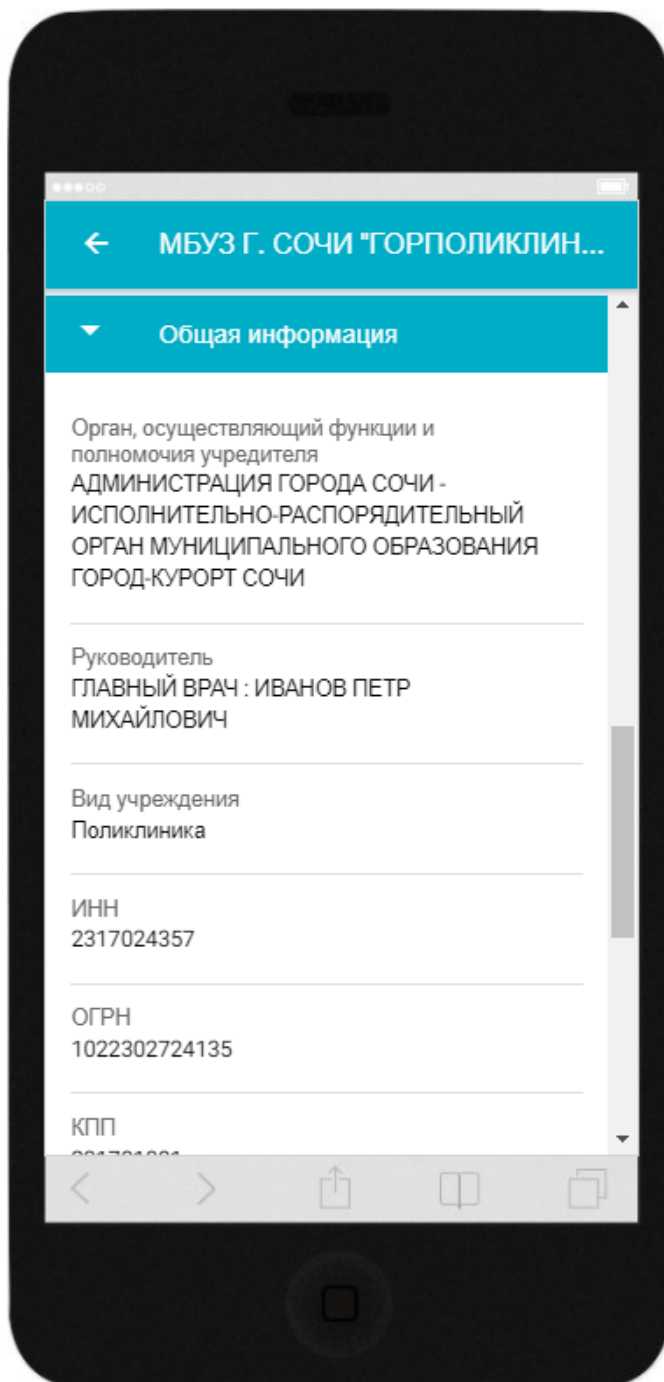 МБУЗ Г. СОЧИ "ГОРПОЛИКЛИН...
Общая информация
Орган, осуществляющий функции и
полномочия учредителя
АДМИНИСТРАЦИЯ ГОРОДА СОЧИ -
ИСПОЛНИТЕЛЬНО-РАСПОРЯДИТЕЛЬНЫЙ
ОРГАН МУНИЦИПАЛЬНОГО ОБРАЗОВАНИЯ
ГОРОД-КУРОРТ СОЧИ
Руководитель
ГЛАВНЫЙ ВРАЧ : ИВАНОВ ПЕТР
МИХАЙЛОВИЧ
Вид учреждения
Поликлиника
ИНН
2317024357
ОГРН
1022302724135
КПП